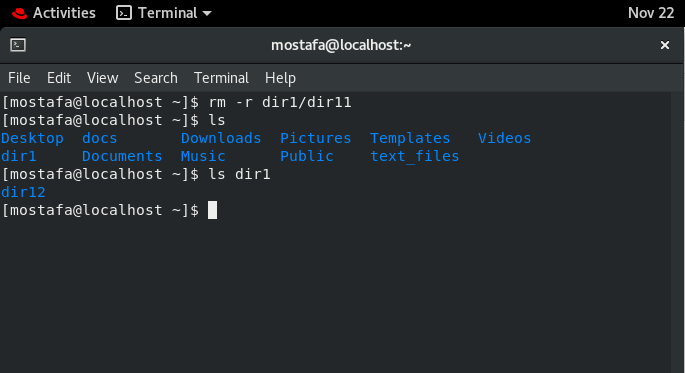 Activities Terminal Nov 22
mostafa@localhost:~ ×
File Edit View Search Terminal Help
[mostafa@localhost ~]$ rm -r dir1/dir11
[mostafa@localhost ~]$ ls
Desktop docs Downloads Pictures Templates Videos
dir1 Documents Music Public text_files
[mostafa@localhost ~]$ ls dir1
dir12
[mostafa@localhost ~]$